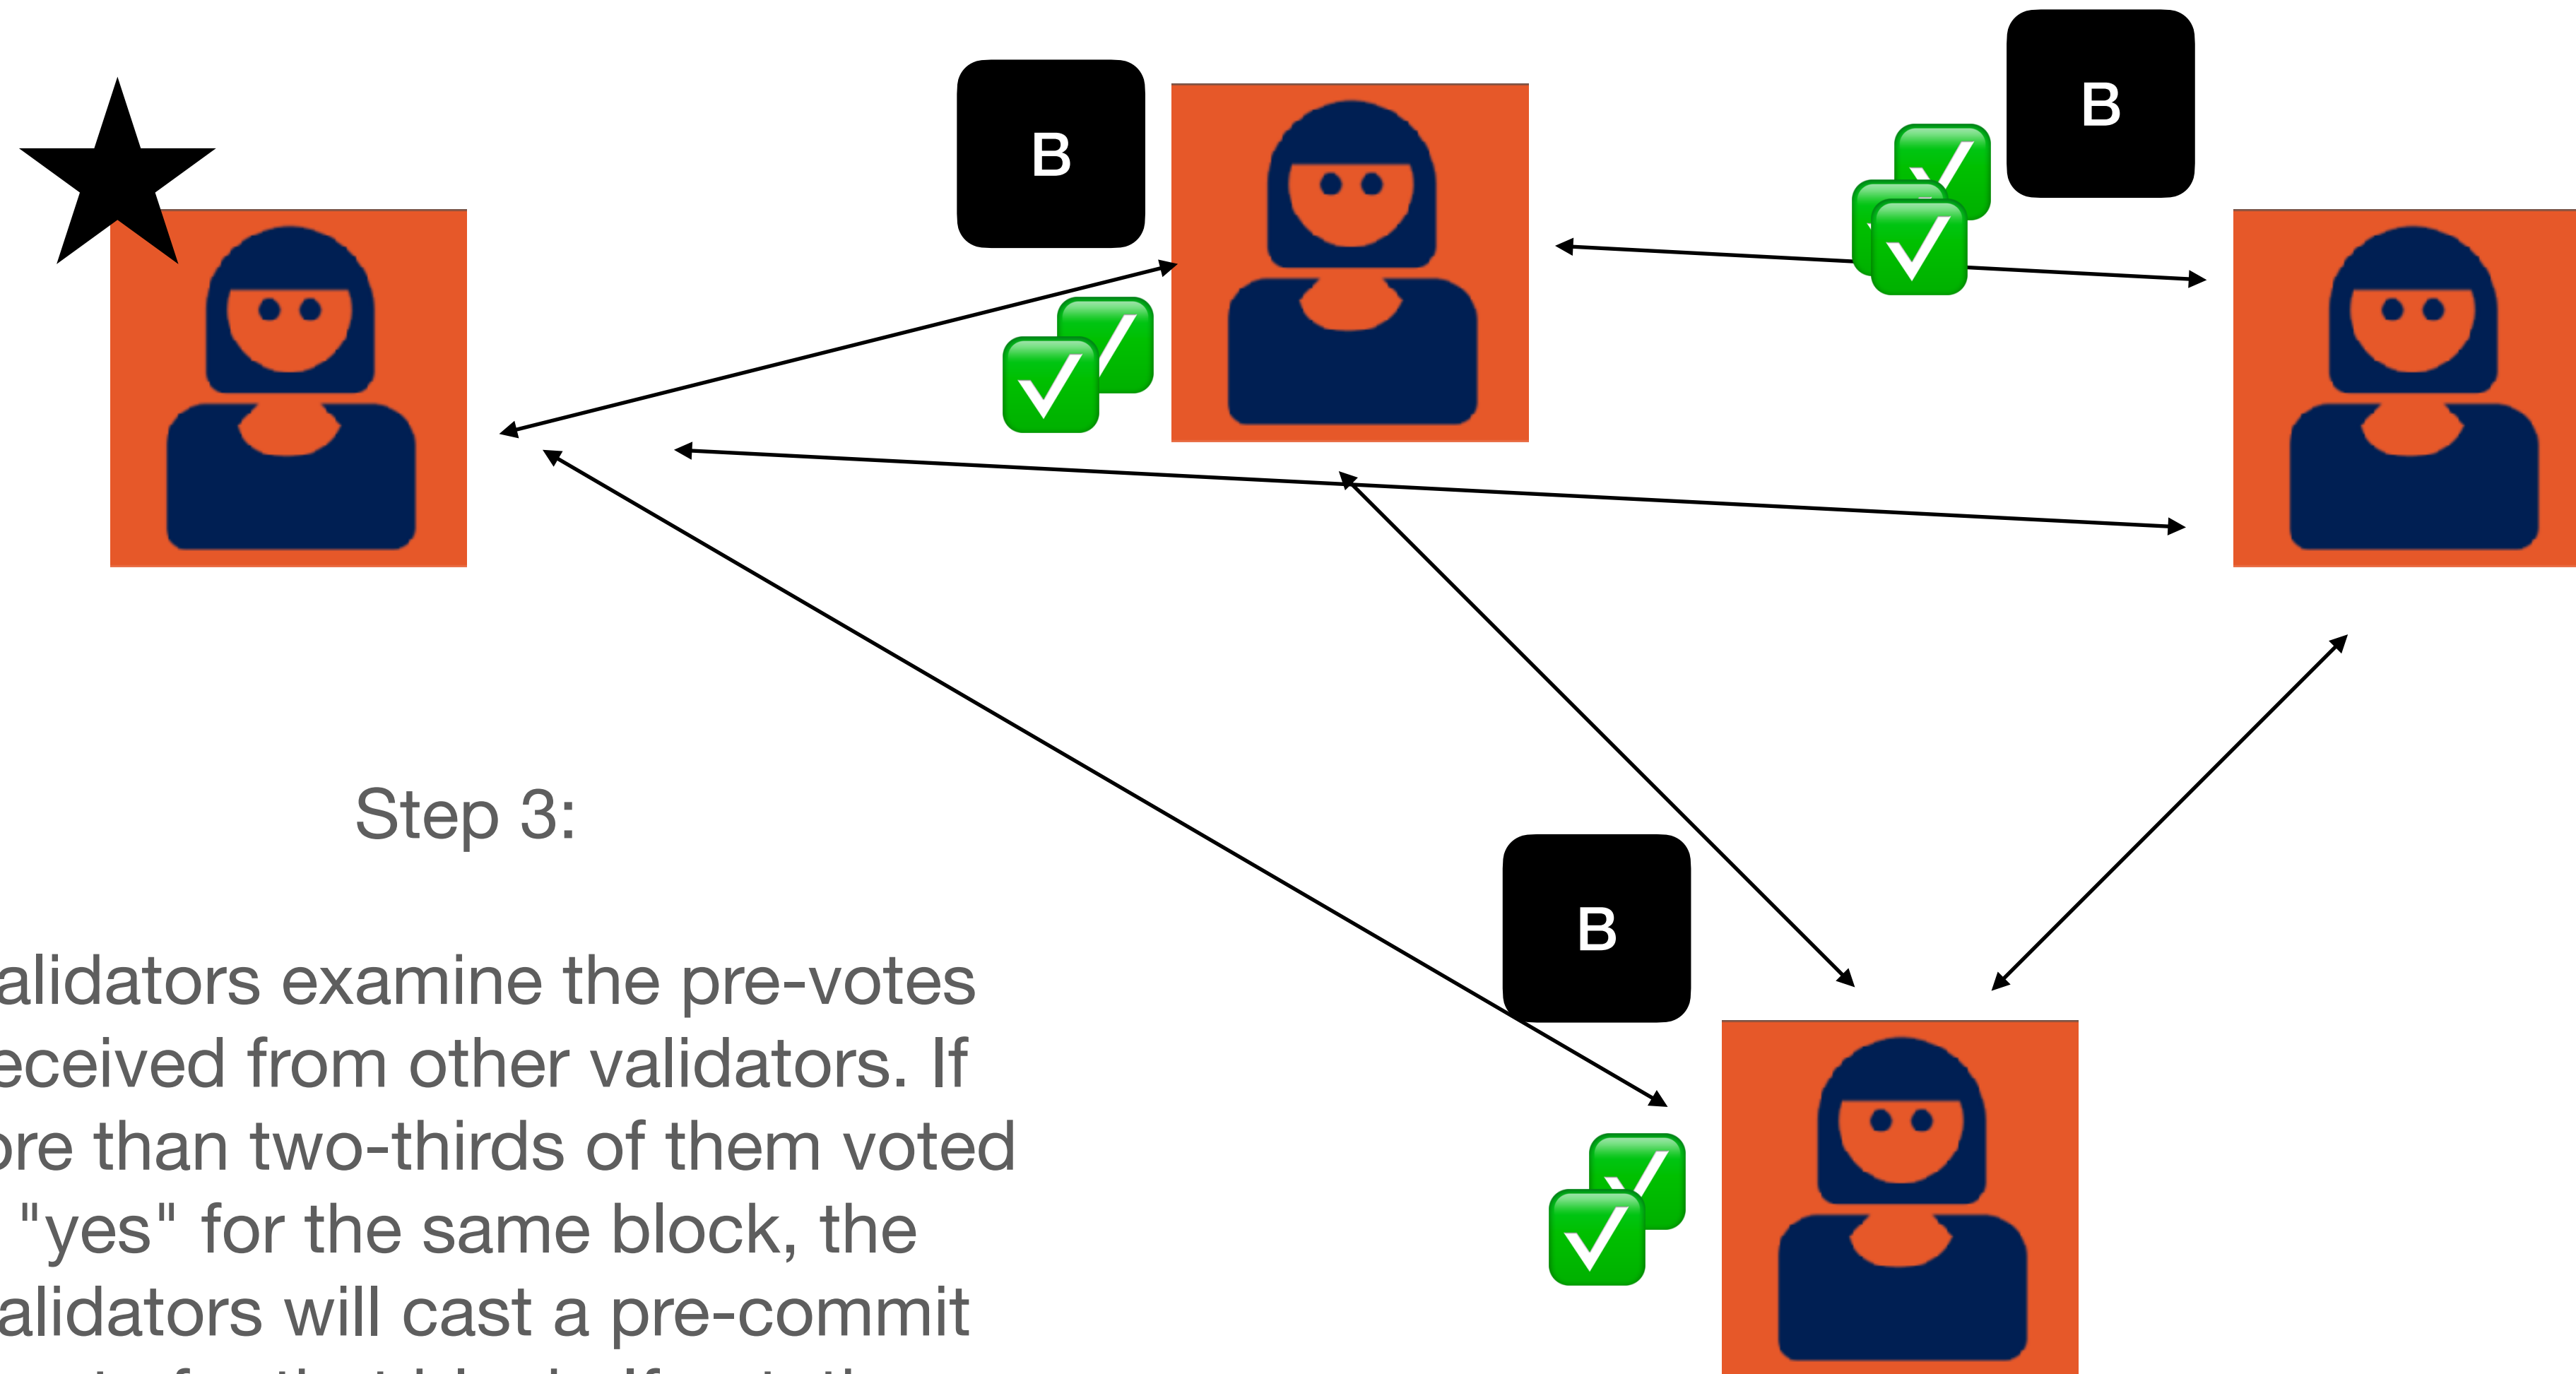 B
B
B
Step 3:
alidators examine the pre-votes
eceived from other validators. If
ore than two-thirds of them voted
"yes" for the same block, the
alidators will cast a pre-commit